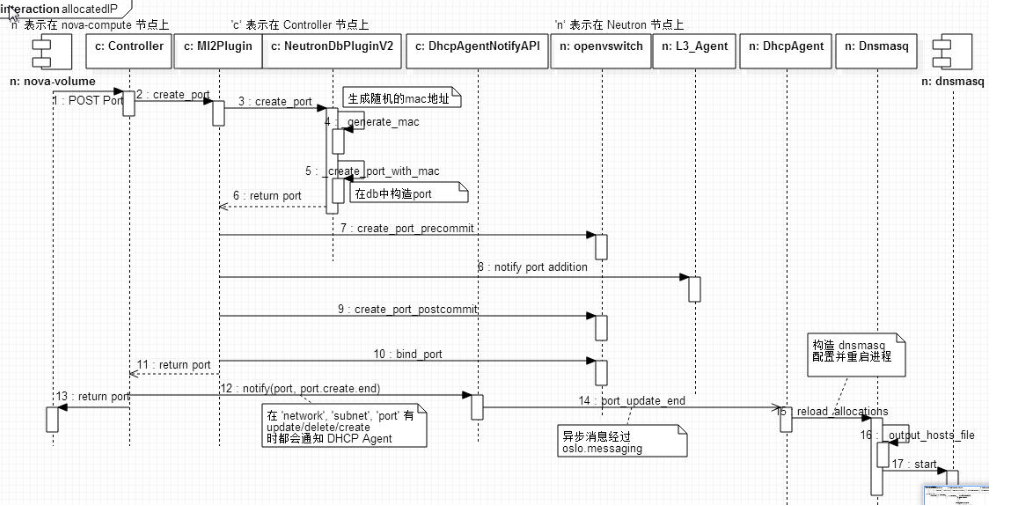 interaction allocatedIP
'n' 表示在 nova-compute 节点上
'c' 表示在 Controller 节点上
'n' 表示在 Neutron 节点上
c: Controller
c: Ml2Plugin
c: NeutronDbPluginV2
c: DhcpAgentNotifyAPI
n: openvswitch
n: L3_Agent
n: DhcpAgent
n: Dnsmasq
n: nova-volume
n: dnsmasq
1 : POST Port
2 : create_port
3 : create_port
生成随机的mac地址
4 : _generate_mac
5 : _create_port_with_mac
6 : return port
在db中构造port
7 : create_port_precommit
8 : notify port addition
9 : create_port_postcommit
10 : bind_port
11 : return port
构造 dnsmasq
配置并重启进程
12 : notify(port, port.create.end)
13 : return port
14 : port_update_end
15 : reload_allocations
在 'network', 'subnet', 'port' 有
update/delete/create
时都会通知 DHCP Agent
异步消息经过
oslo.messaging
16 : _output_hosts_file
17 : start